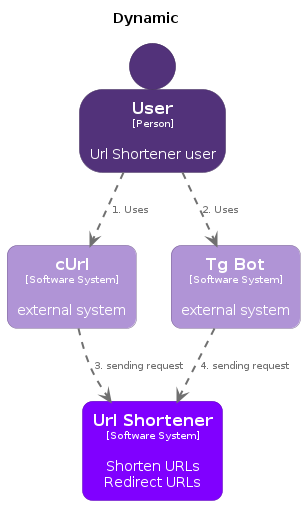 Dynamic
User
[Person]
Url Shortener user
1. Uses
2. Uses
cUrl
[Software System]
external system
Tg Bot
[Software System]
external system
3. sending request
4. sending request
Url Shortener
[Software System]
Shorten URLs
Redirect URLs